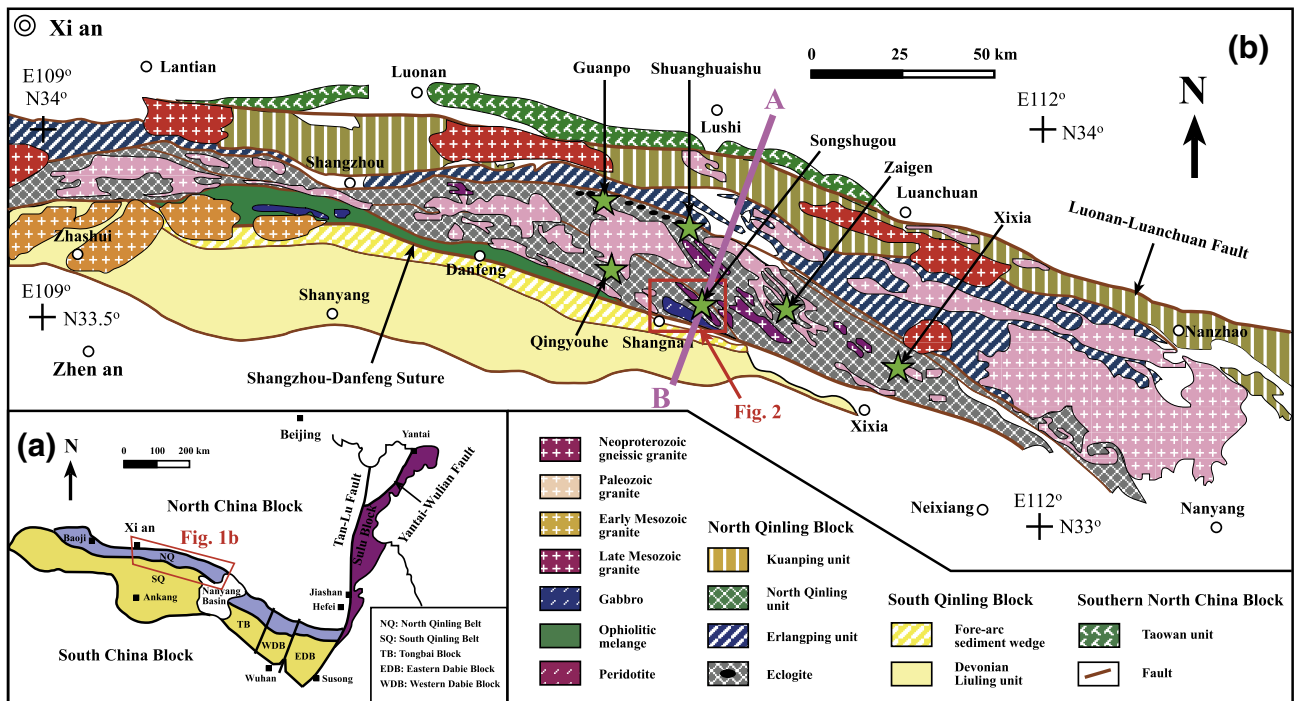 Xi an
(b)
0 25 50 km
Lantian
Luonan
Guanpo
Shuanghuaishu
A
E109°
N34°
Lushi
E112°
N34°
N
Songshugou
Zaigen
Shangzhou
Luanchuan
Xixia
Luonan-Luanchuan Fault
Zhashui
Danfeng
E109°
N33.5°
Shanyang
Qingyouhe
Shangnan
Nanzhao
Zhen an
Shangzhou-Danfeng Suture
B
Fig. 2
Xixia
Neixiang
E112°
N33°
Nanyang
(a)
N
0 100 200 km
Beijing
Yantai
North China Block
Tan-Lu Fault
Sulu Block
Yantai-Wulian Fault
Xi an
Fig. 1b
Baoji
NQ
SQ
Ankang
Nanyang
Basin
Jiashan
Hefei
TB
WDB
EDB
South China Block
Wuhan
Susong
NQ: North Qinling Belt
SQ: South Qinling Belt
TB: Tongbai Block
EDB: Eastern Dabie Block
WDB: Western Dabie Block
Neoproterozoic
gneissic granite
Paleozoic
granite
Early Mesozoic
granite
Late Mesozoic
granite
Gabbro
Ophiolitic
melange
Peridotite
North Qinling Block
Kuanping unit
North Qinling
unit
Erlangping unit
Eclogite
South Qinling Block
Fore-arc
sediment wedge
Devonian
Liuling unit
Southern North China Block
Taowan unit
Fault